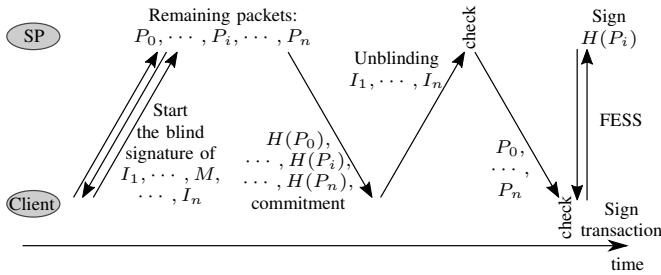 SP
Remaining packets:
P_0, ⋯ , P_i, ⋯ , P_n
Start
the blind
signature of
I_1, ⋯ , M,
⋯ , I_n
H(P_0),
⋯ , H(P_i),
⋯ , H(P_n),
commitment
Unblinding
I_1, ⋯ , I_n
check
P_0,
⋯ ,
P_n
Sign
H(P_i)
FESS
Client
check
Sign
transaction
time